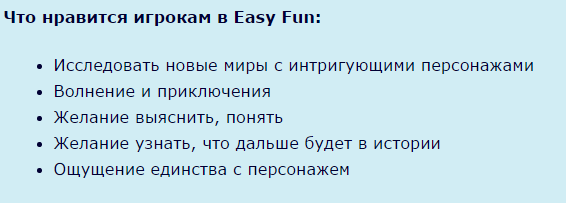 Что нравится игрокам в Easy Fun:
Исследовать новые миры с интригующими персонажами
Волнение и приключения
Желание выяснить, понять
Желание узнать, что дальше будет в истории
Ощущение единства с персонажем